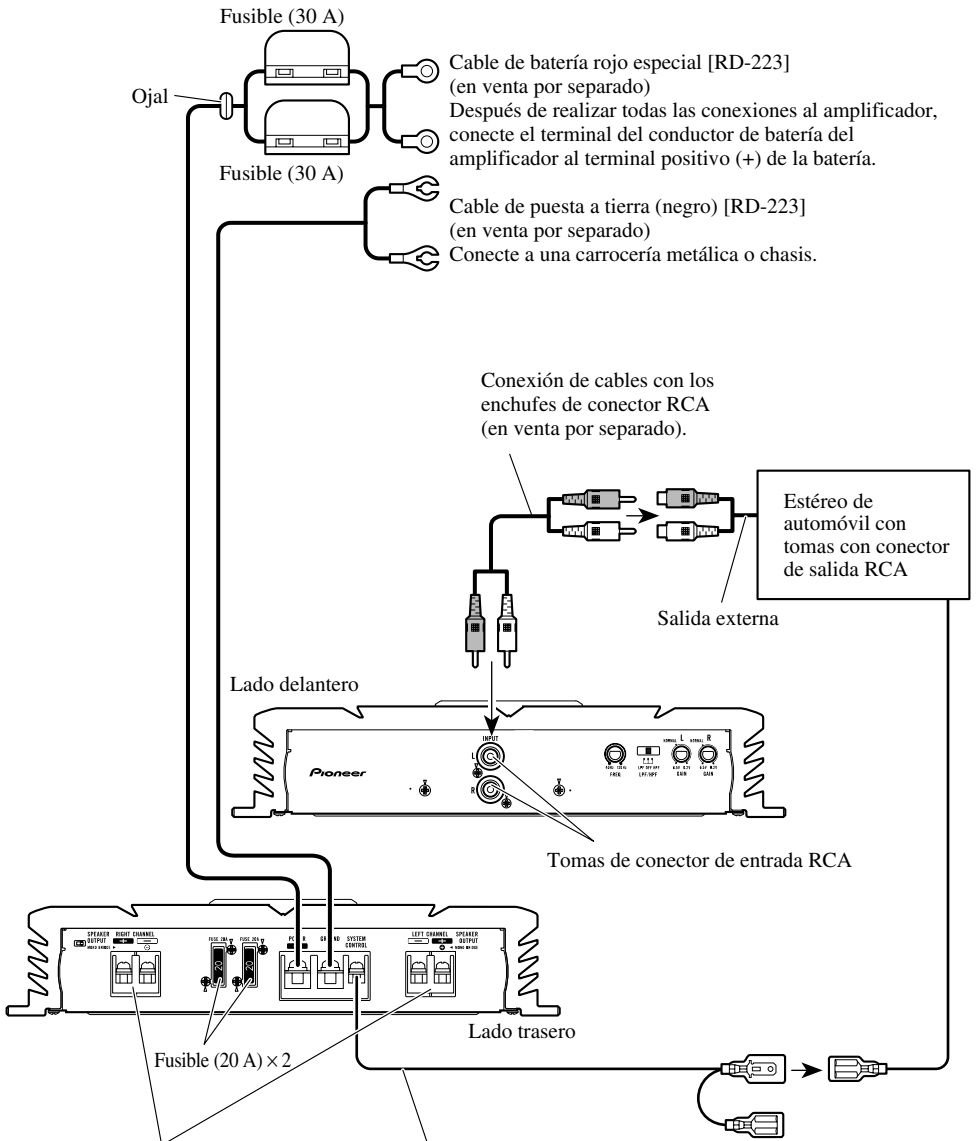 Fusible (30 A)
Ojal
Fusible (30 A)
Cable de batería rojo especial [RD-223]
(en venta por separado)
Después de realizar todas las conexiones al amplificador,
conecte el terminal del conductor de batería del
amplificador al terminal positivo (+) de la batería.
Cable de puesta a tierra (negro) [RD-223]
(en venta por separado)
Conecte a una carrocería metálica o chasis.
Conexión de cables con los
enchufes de conector RCA
(en venta por separado).
Estéreo de
automóvil con
tomas con conector
de salida RCA
Salida externa
Lado delantero
INPUT
L
R
Pioneer
FREQ
LPF OFF HPF
LPF/HPF
NORMAL L NORMAL R
GAIN GAIN
Tomas de conector de entrada RCA
SPEAKER OUTPUT
RIGHT CHANNEL
FUSE 20A FUSE 20A
20 20
POWER GROUND SYSTEM CONTROL
LEFT CHANNEL
SPEAKER OUTPUT
Lado trasero
Fusible (20 A) × 2